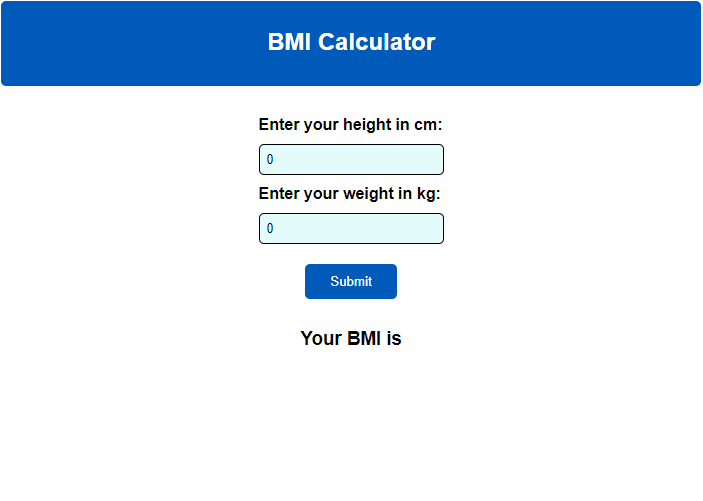 BMI Calculator
Enter your height in cm:
0
Enter your weight in kg:
0
Submit
Your BMI is